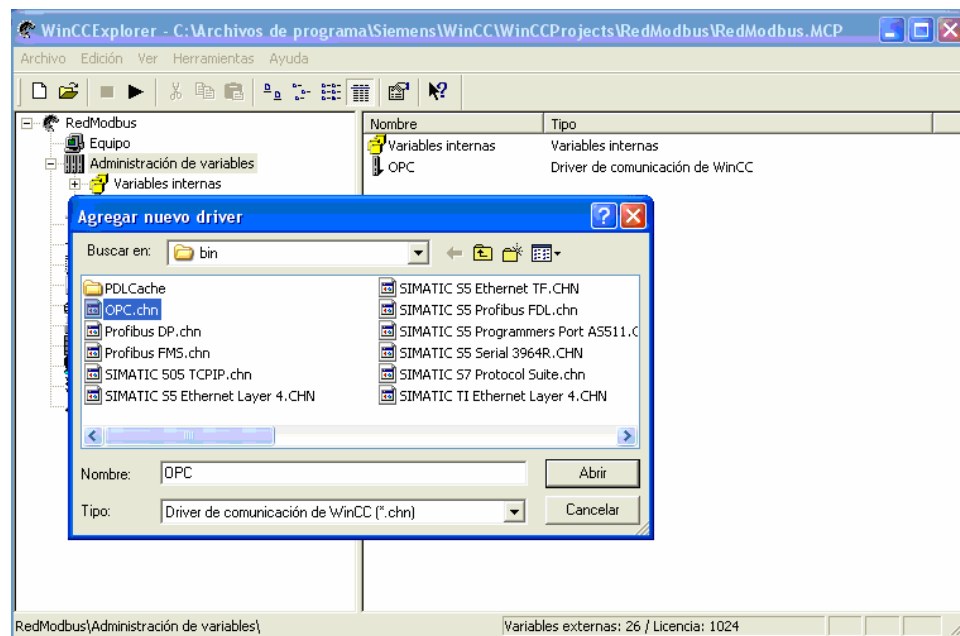 WinCCExplorer - C:\Archivos de programa\Siemens\WinCC\WinCCProjects\RedModbus\RedModbus.MCP
Archivo Edición Ver Herramientas Ayuda
RedModbus
Equipo
Administración de variables
Variables internas
Nombre Tipo
Variables internas Variables internas
OPC Driver de comunicación de WinCC
Agregar nuevo driver
Buscar en: bin
PDLCache
OPC.chn
Profibus DP.chn
Profibus FMS.chn
SIMATIC 505 TCPIP.chn
SIMATIC S5 Ethernet Layer 4.CHN
SIMATIC S5 Ethernet TF.CHN
SIMATIC S5 Profibus FDL.chn
SIMATIC S5 Programmers Port AS511.C
SIMATIC S5 Serial 3964R.CHN
SIMATIC S7 Protocol Suite.chn
SIMATIC TI Ethernet Layer 4.CHN
Nombre: OPC
Abrir
Tipo: Driver de comunicación de WinCC (*.chn)
Cancelar
RedModbus\Administración de variables\
Variables externas: 26 / Licencia: 1024